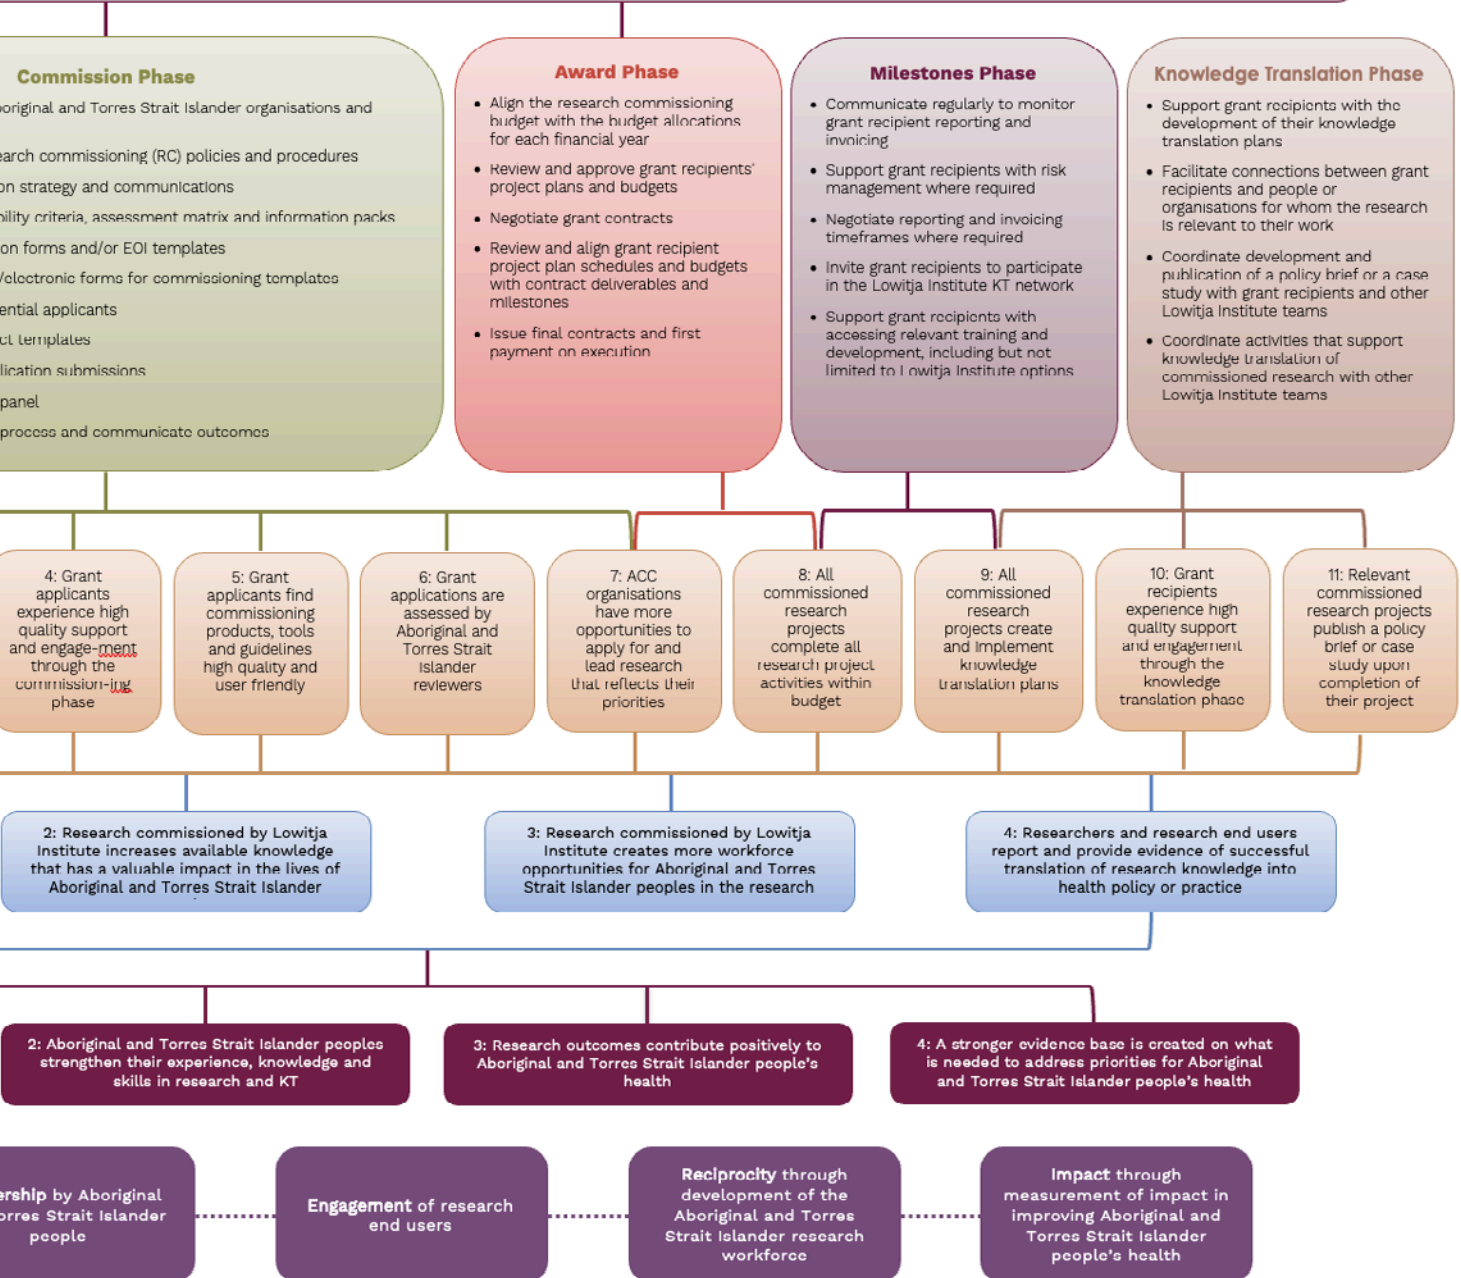 Commission Phase
original and Torres Strait Islander organisations and
earch commissioning (RC) policies and procedures
on strategy and communications
bility criteria, assessment matrix and information packs
on forms and/or EOI templates
/electronic forms for commissioning templates
ential applicants
ct templates
lication submissions
panel
process and communicate outcomes
Award Phase
• Align the research commissioning
budget with the budget allocations
for each financial year
• Review and approve grant recipients'
project plans and budgets
• Negotiate grant contracts
• Review and align grant recipient
project plan schedules and budgets
with contract deliverables and
milestones
• Issue final contracts and first
payment on execution
Milestones Phase
• Communicate regularly to monitor
grant recipient reporting and
invoicing
• Support grant recipients with risk
management where required
• Negotiate reporting and invoicing
timeframes where required
• Invite grant recipients to participate
in the Lowitja Institute KT network
• Support grant recipients with
accessing relevant training and
development, including but not
limited to Lowitja Institute options
Knowledge Translation Phase
• Support grant recipients with the
development of their knowledge
translation plans
• Facilitate connections between grant
recipients and people or
organisations for whom the research
is relevant to their work
• Coordinate development and
publication of a policy brief or a case
study with grant recipients and other
Lowitja Institute teams
• Coordinate activities that support
knowledge translation of
commissioned research with other
Lowitja Institute teams
4: Grant
applicants
experience high
quality support
and engage-ment
through the
commission-ing
phase
5: Grant
applicants find
commissioning
products, tools
and guidelines
high quality and
user friendly
6: Grant
applications are
assessed by
Aboriginal and
Torres Strait
Islander
reviewers
7: ACC
organisations
have more
opportunities to
apply for and
lead research
that reflects their
priorities
8: All
commissioned
research
projects
complete all
research project
activities within
budget
9: All
commissioned
research
projects create
and implement
knowledge
translation plans
10: Grant
recipients
experience high
quality support
and engagement
through the
knowledge
translation phase
11: Relevant
commissioned
research projects
publish a policy
brief or case
study upon
completion of
their project
2: Research commissioned by Lowitja
Institute increases available knowledge
that has a valuable impact in the lives of
Aboriginal and Torres Strait Islander
3: Research commissioned by Lowitja
Institute creates more workforce
opportunities for Aboriginal and Torres
Strait Islander peoples in the research
4: Researchers and research end users
report and provide evidence of successful
translation of research knowledge into
health policy or practice
2: Aboriginal and Torres Strait Islander peoples
strengthen their experience, knowledge and
skills in research and KT
3: Research outcomes contribute positively to
Aboriginal and Torres Strait Islander people's
health
4: A stronger evidence base is created on what
is needed to address priorities for Aboriginal
and Torres Strait Islander people's health
ership by Aboriginal
orres Strait Islander
people
Engagement of research
end users
Reciprocity through
development of the
Aboriginal and Torres
Strait Islander research
workforce
Impact through
measurement of impact in
improving Aboriginal and
Torres Strait Islander
people's health